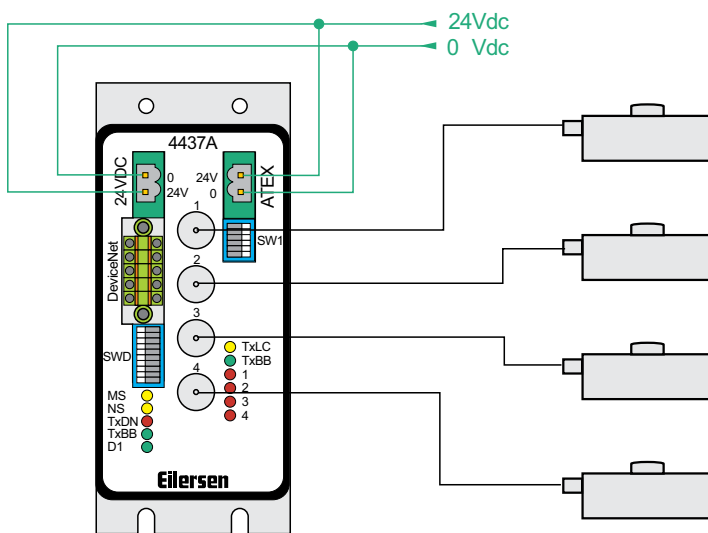 24Vdc
0 Vdc
4437A
24VDC
0
24V
24V
0
ATEX
1
SW1
2
DeviceNet
3
SWD
TxLC
TxBB
1
2
3
4
4
MS
NS
TxDN
TxBB
D1
Eilersen